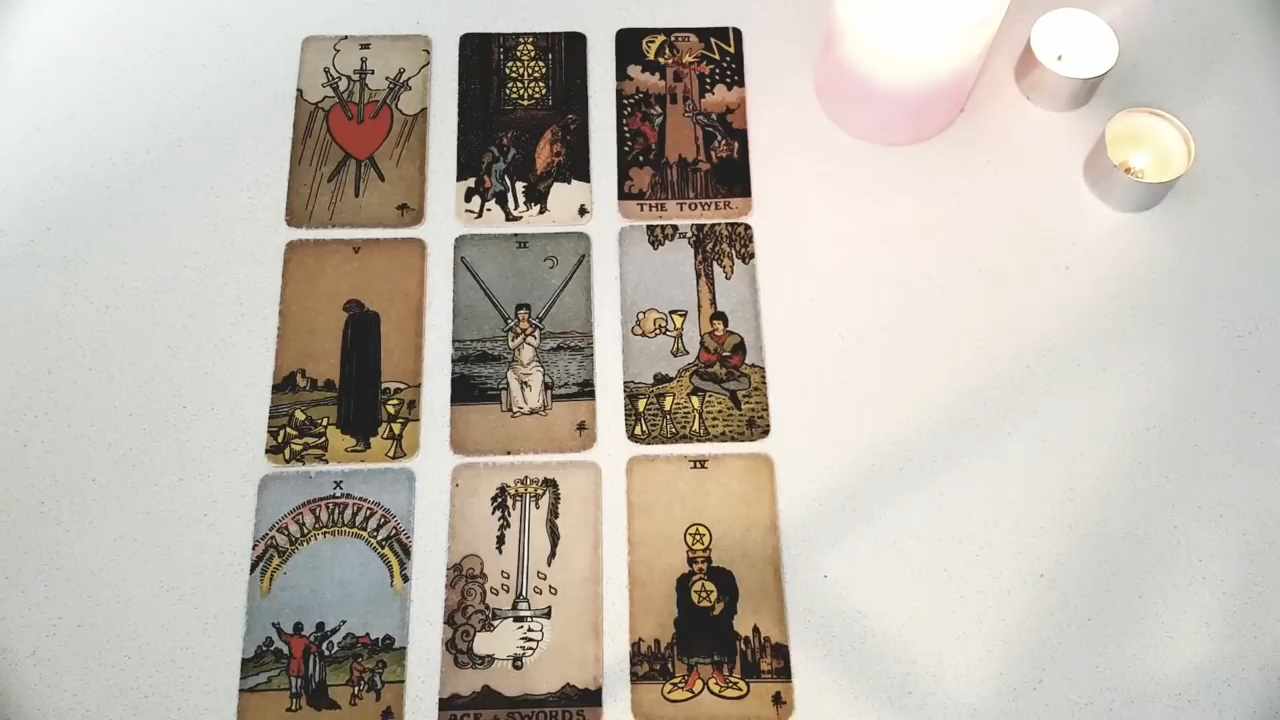 III
XVI
THE TOWER.
V
II
IV
X
IV
ACE of SWORDS.